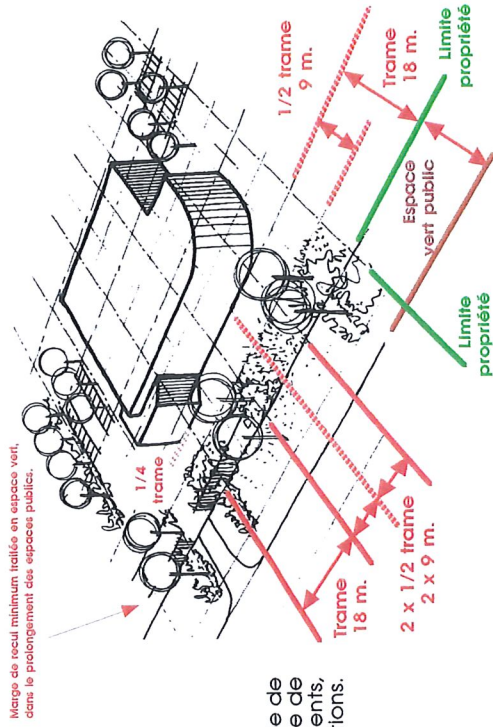 Marge de recul minimum traitée en espace vert,
dans le prolongement des espaces publics.
1/4
trame
1/2 trame
9 m.
Trame
18 m.
Limite
propriété
Espace
vert public
Limite
propriété
Trame
18 m.
2 x 1/2 trame
2 x 9 m.
e de
e de
ents,
tions.